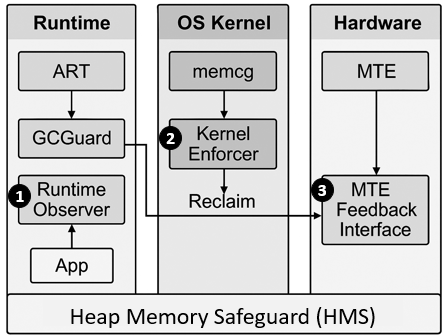 Runtime
ART
GCGuard
1
Runtime
Observer
App
OS Kernel
memcg
2
Kernel
Enforcer
Reclaim
Hardware
MTE
3
MTE
Feedback
Interface
Heap Memory Safeguard (HMS)